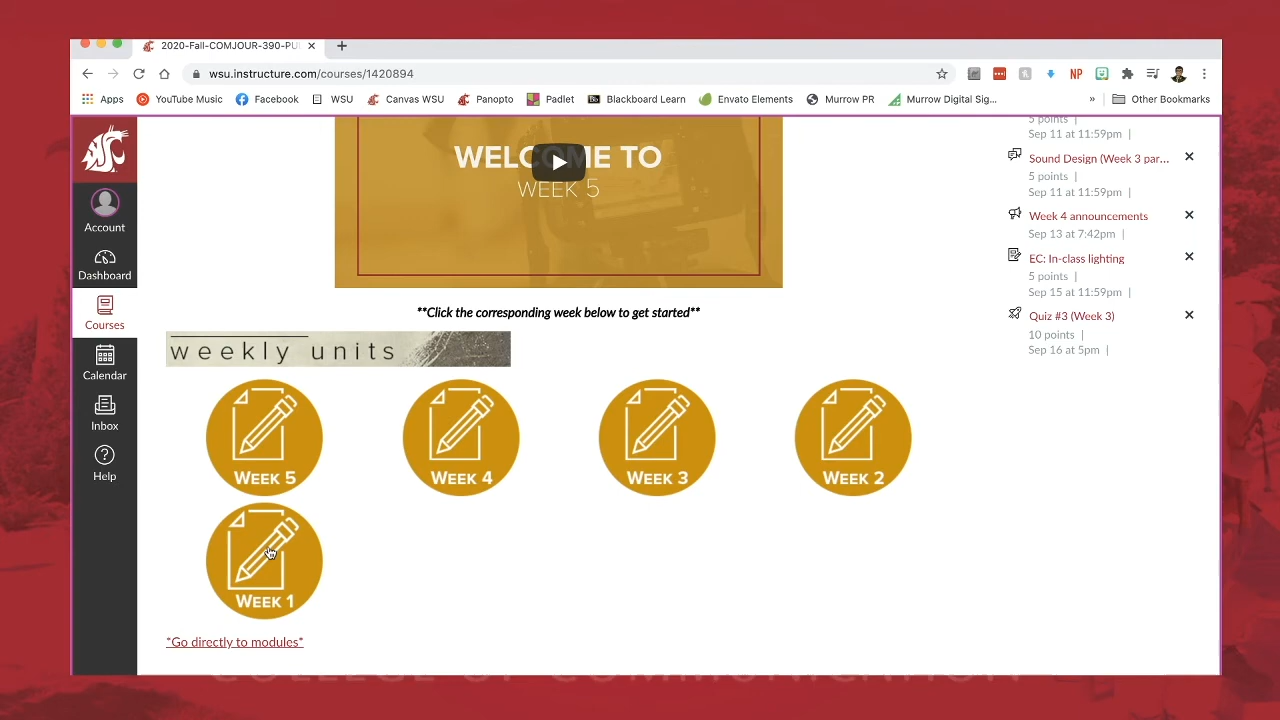 2020-Fall-COMJOUR-390-PU
wsu.instructure.com/courses/1420894
NP
Apps
YouTube Music
Facebook
WSU
Canvas WSU
Panopto
Padlet
Blackboard Learn
Envato Elements
Murrow PR
Murrow Digital Sig...
»
Other Bookmarks
Account
Dashboard
Courses
Calendar
Inbox
Help
WELCOME TO
WEEK 5
**Click the corresponding week below to get started**
weekly units
WEEK 5
WEEK 4
WEEK 3
WEEK 2
WEEK 1
*Go directly to modules*
5 points |
Sep 11 at 11:59pm |
Sound Design (Week 3 par...
5 points |
Sep 11 at 11:59pm |
Week 4 announcements
Sep 13 at 7:42pm |
EC: In-class lighting
5 points |
Sep 15 at 11:59pm |
Quiz #3 (Week 3)
10 points |
Sep 16 at 5pm |
COLLEGE OF COMMUNICATION